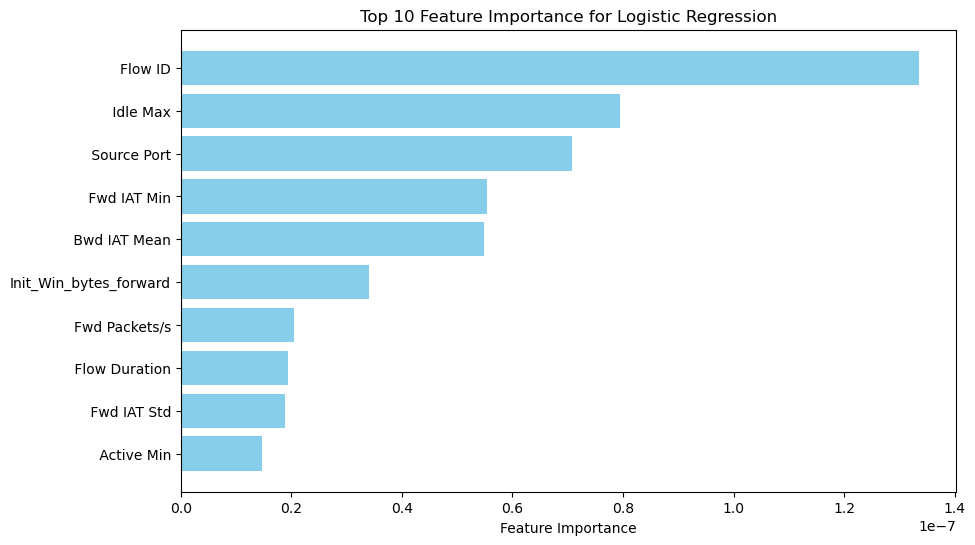 Top 10 Feature Importance for Logistic Regression
Flow ID
Idle Max
Source Port
Fwd IAT Min
Bwd IAT Mean
Init_Win_bytes_forward
Fwd Packets/s
Flow Duration
Fwd IAT Std
Active Min
0.0 0.2 0.4 0.6 0.8 1.0 1.2 1.4
1e−7
Feature Importance